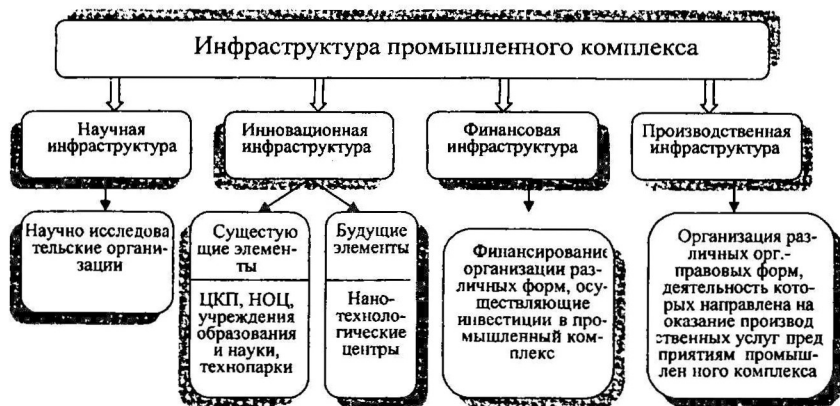 Инфраструктура промышленного комплекса
Научная
инфраструктура
Инновационная
инфраструктура
Финансовая
инфраструктура
Производственная
инфраструктура
Научно исследова
тельские органи-
зации
Сущестую
щие элемен-
ты
ЦКП, НОЦ,
учреждения
образования
и науки,
технопарки
Будущие
элементы
Нано-
техноло-
гические
центры
Финансирование
организации раз-
личных форм, осу-
ществляющие
инвестиции в про-
мышленный ком-
плекс
Организация раз-
личных орг.-
правовых форм,
деятельность кото-
рых направлена на
оказание производ
ственных услуг пред
приятиям промыш-
лен ного комплекса